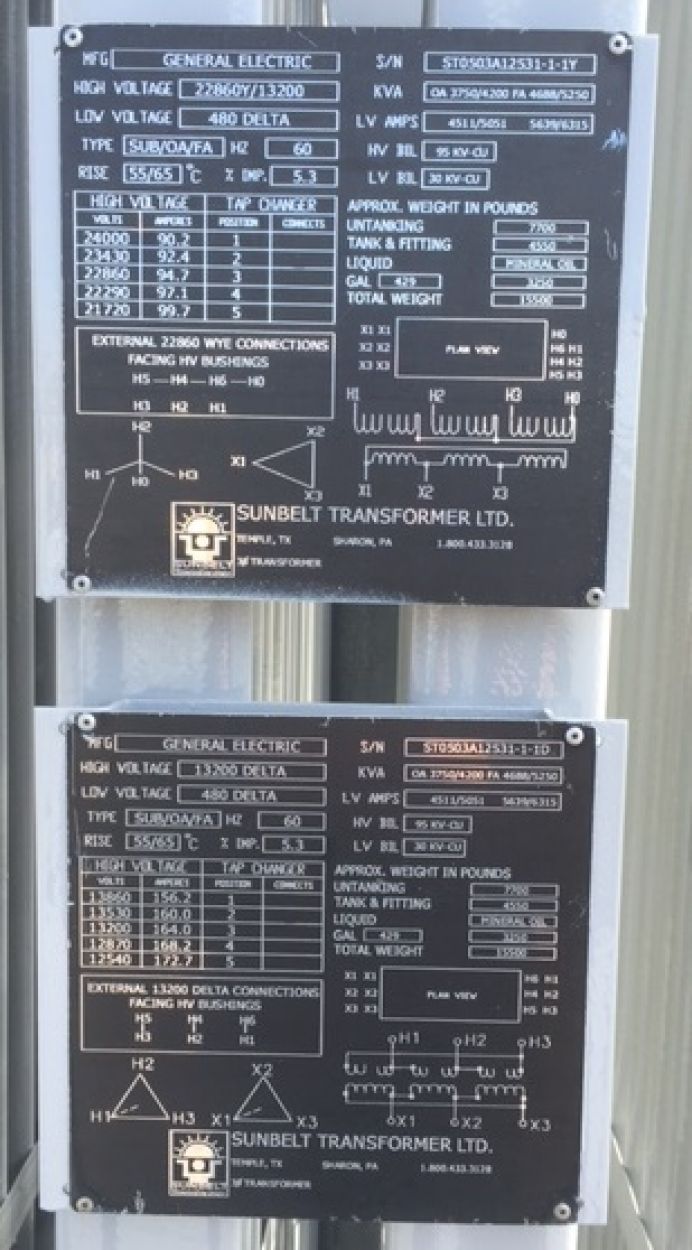 MFG GENERAL ELECTRIC S/N ST0503A12531-1-1Y
HIGH VOLTAGE 22860Y/13200 KVA OA 3750/4200 FA 4688/5250
LOW VOLTAGE 480 DELTA LV AMPS 4511/5051 5639/6315
TYPE SUB/OA/FA HZ 60 HV BIL 95 KV-CU
RISE 55/65 °C % IMP. 5.3 LV BIL 30 KV-CU
HIGH VOLTAGE TAP CHANGER
VOLTS AMPERES POSITION CONNECTS
24000 90.2 1
23430 92.4 2
22860 94.7 3
22290 97.1 4
21720 99.7 5
APPROX. WEIGHT IN POUNDS
UNTANKING 7700
TANK & FITTING 4550
LIQUID MINERAL OIL
GAL 429 3250
TOTAL WEIGHT 15500
EXTERNAL 22860 WYE CONNECTIONS
FACING HV BUSHINGS
H5 — H4 — H6 — H0
H3 H2 H1
X1 X1 H0
X2 X2 PLAN VIEW H6 H1
H4 H2
X3 X3 H5 H3
H1 H2 H3 H0
X1 X2 X3
H2
H1 H0 H3
X2
X1
X3
SUNBELT TRANSFORMER LTD.
TEMPLE, TX SHARON, PA 1.800.433.3128
SUNBELT TRANSFORMER
MFG GENERAL ELECTRIC S/N ST0503A12531-1-1D
HIGH VOLTAGE 13200 DELTA KVA OA 3750/4200 FA 4688/5250
LOW VOLTAGE 480 DELTA LV AMPS 4511/5051 5639/6315
TYPE SUB/OA/FA HZ 60 HV BIL 95 KV-CU
RISE 55/65 °C % IMP. 5.3 LV BIL 30 KV-CU
HIGH VOLTAGE TAP CHANGER
VOLTS AMPERES POSITION CONNECTS
13860 156.2 1
13530 160.0 2
13200 164.0 3
12870 168.2 4
12540 172.7 5
APPROX. WEIGHT IN POUNDS
UNTANKING 7700
TANK & FITTING 4550
LIQUID MINERAL OIL
GAL 429 3250
TOTAL WEIGHT 15500
EXTERNAL 13200 DELTA CONNECTIONS
FACING HV BUSHINGS
H5 H4 H6
H3 H2 H1
X1 X1 H6 H1
X2 X2 PLAN VIEW H4 H2
X3 X3 H5 H3
H1 H2 H3
X1 X2 X3
H2
H1 H3
X2
X1 X3
SUNBELT TRANSFORMER LTD.
TEMPLE, TX SHARON, PA 1.800.433.3128
SUNBELT TRANSFORMER